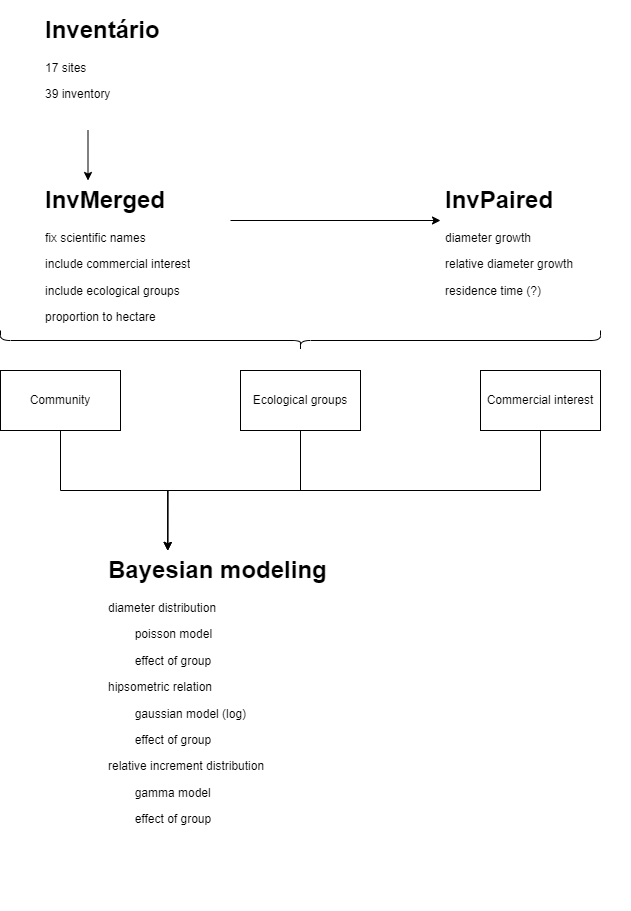 Inventário
17 sites
39 inventory
InvMerged
fix scientific names
include commercial interest
include ecological groups
proportion to hectare
InvPaired
diameter growth
relative diameter growth
residence time (?)
Community
Ecological groups
Commercial interest
Bayesian modeling
diameter distribution
poisson model
effect of group
hipsometric relation
gaussian model (log)
effect of group
relative increment distribution
gamma model
effect of group